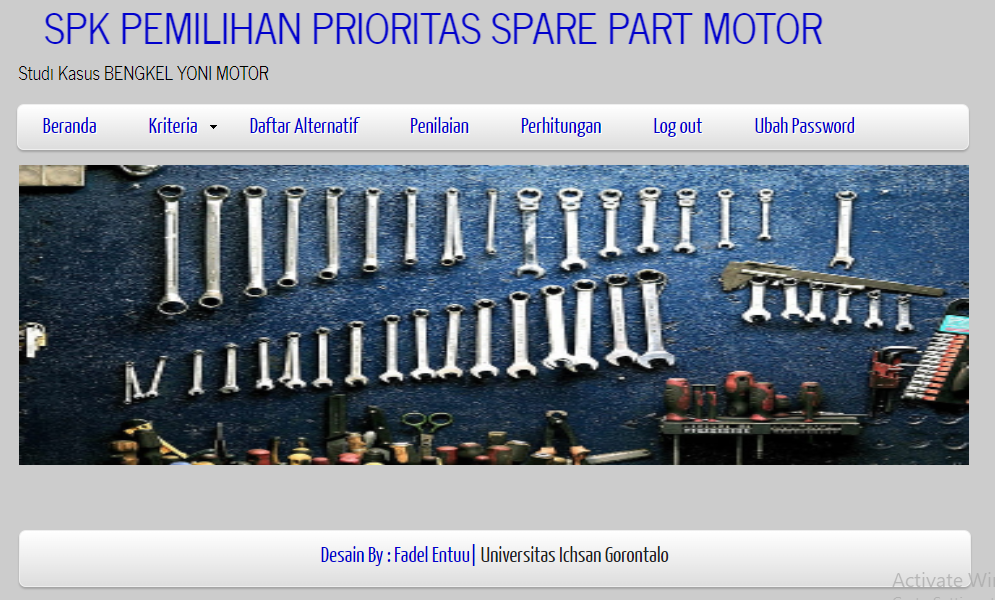 SPK PEMILIHAN PRIORITAS SPARE PART MOTOR
Studi Kasus BENGKEL YONI MOTOR
Beranda Kriteria Daftar Alternatif Penilaian Perhitungan Log out Ubah Password
Desain By : Fadel Entuu| Universitas Ichsan Gorontalo
Activate